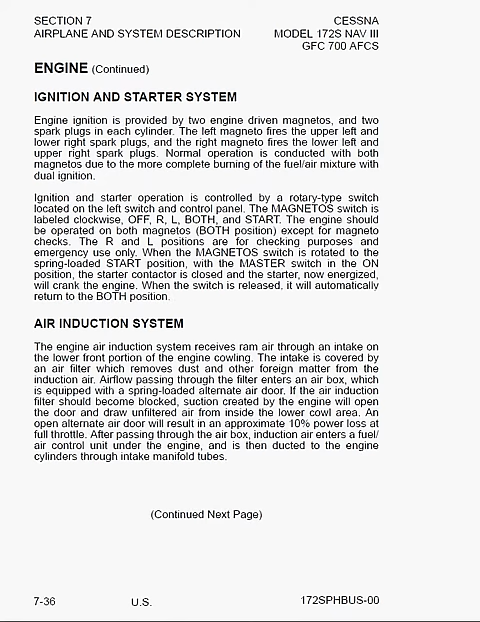 SECTION 7
CESSNA
AIRPLANE AND SYSTEM DESCRIPTION
MODEL 172S NAV III
GFC 700 AFCS
ENGINE (Continued)
IGNITION AND STARTER SYSTEM
Engine ignition is provided by two engine driven magnetos, and two
spark plugs in each cylinder. The left magneto fires the upper left and
lower right spark plugs, and the right magneto fires the lower left and
upper right spark plugs. Normal operation is conducted with both
magnetos due to the more complete burning of the fuel/air mixture with
dual ignition.
Ignition and starter operation is controlled by a rotary-type switch
located on the left switch and control panel. The MAGNETOS switch is
labeled clockwise, OFF, R, L, BOTH, and START. The engine should
be operated on both magnetos (BOTH position) except for magneto
checks. The R and L positions are for checking purposes and
emergency use only. When the MAGNETOS switch is rotated to the
spring-loaded START position, with the MASTER switch in the ON
position, the starter contactor is closed and the starter, now energized,
will crank the engine. When the switch is released, it will automatically
return to the BOTH position.
AIR INDUCTION SYSTEM
The engine air induction system receives ram air through an intake on
the lower front portion of the engine cowling. The intake is covered by
an air filter which removes dust and other foreign matter from the
induction air. Airflow passing through the filter enters an air box, which
is equipped with a spring-loaded alternate air door. If the air induction
filter should become blocked, suction created by the engine will open
the door and draw unfiltered air from inside the lower cowl area. An
open alternate air door will result in an approximate 10% power loss at
full throttle. After passing through the air box, induction air enters a fuel/
air control unit under the engine, and is then ducted to the engine
cylinders through intake manifold tubes.
(Continued Next Page)
7-36
U.S.
172SPHBUS-00